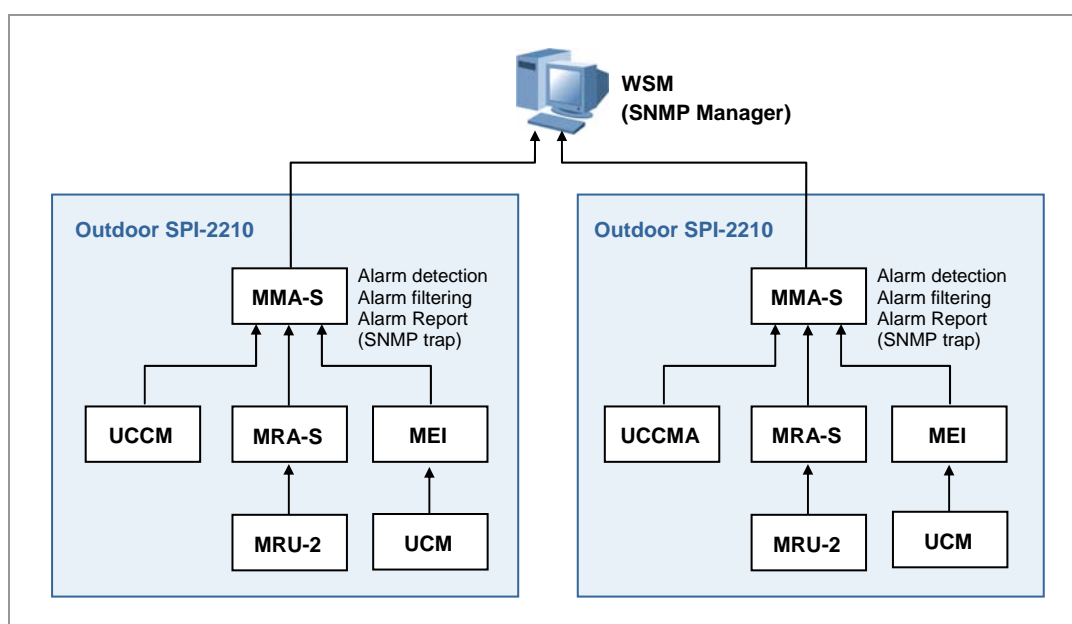 WSM
(SNMP Manager)
Outdoor SPI-2210
MMA-S
Alarm detection
Alarm filtering
Alarm Report
(SNMP trap)
UCCM
MRA-S
MEI
MRU-2
UCM
Outdoor SPI-2210
MMA-S
Alarm detection
Alarm filtering
Alarm Report
(SNMP trap)
UCCMA
MRA-S
MEI
MRU-2
UCM